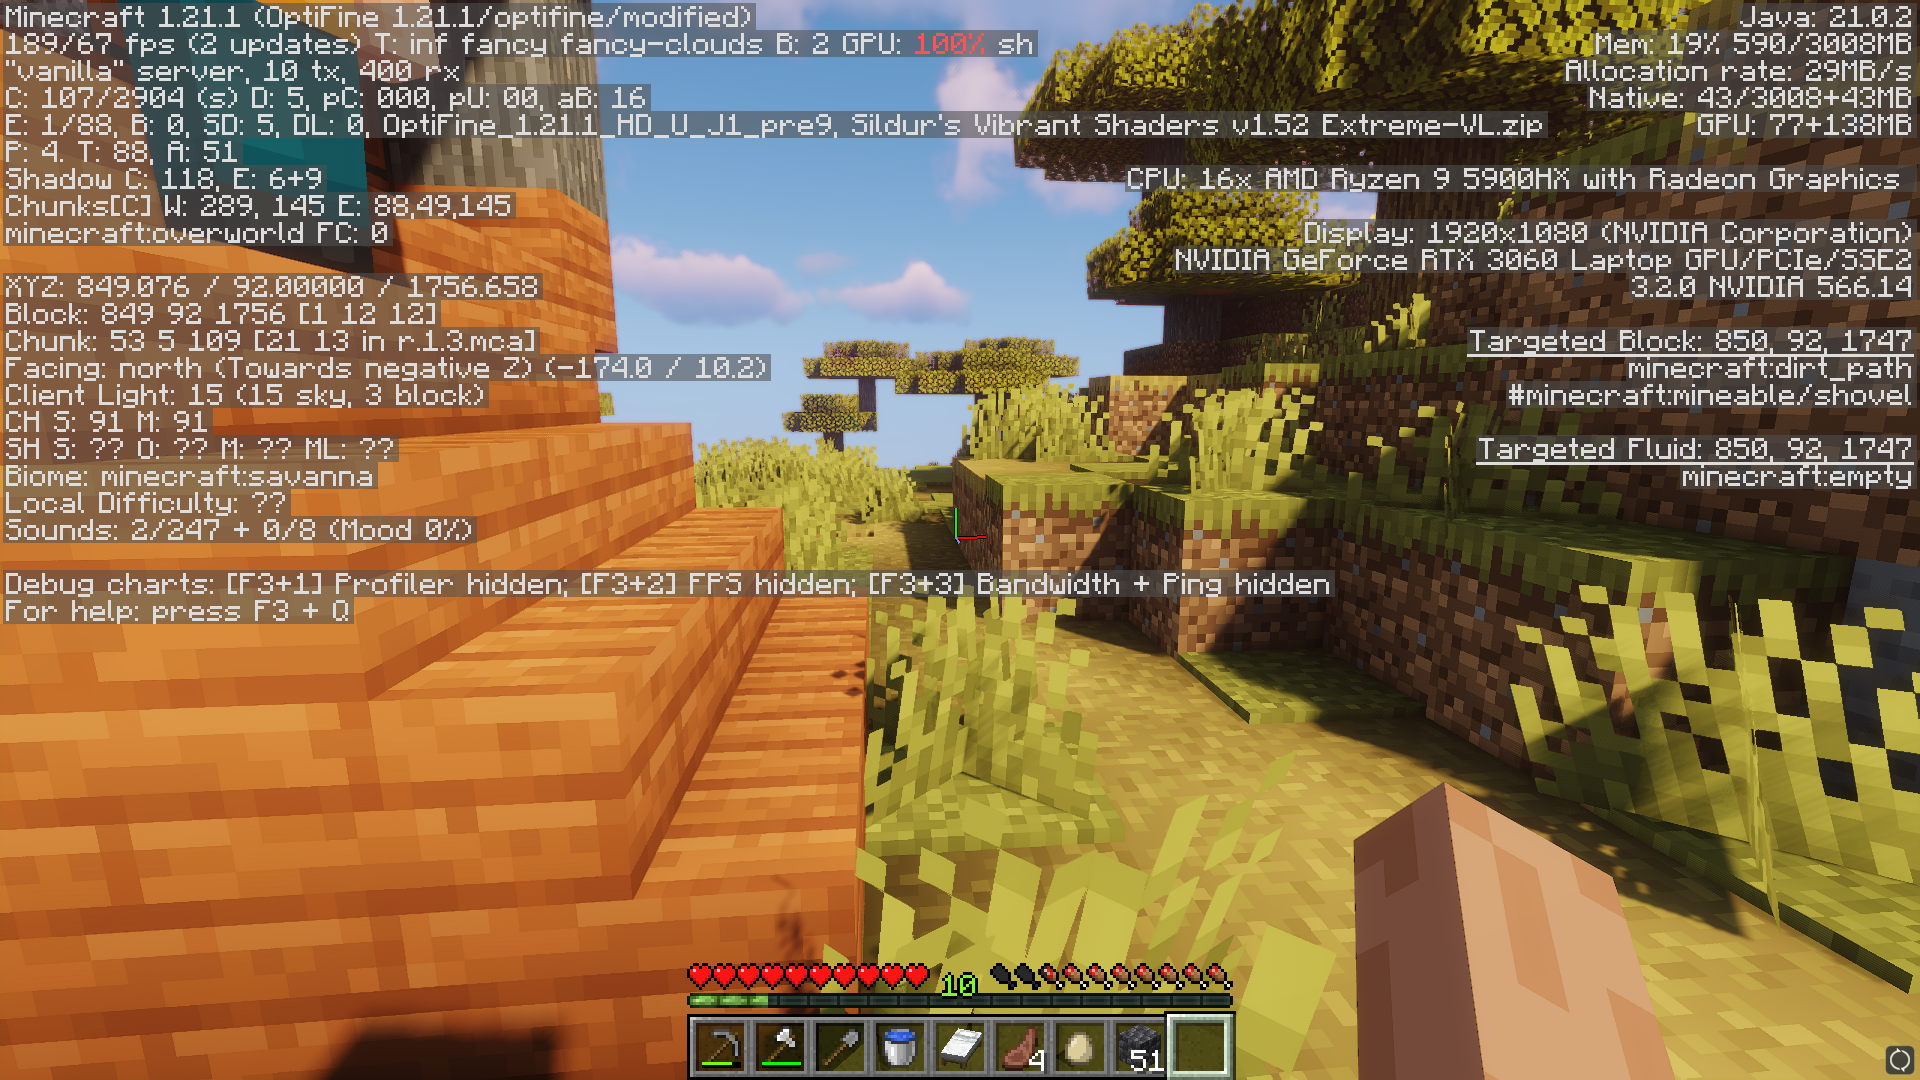 Minecraft 1.21.1 (OptiFine 1.21.1/optifine/modified)
189/67 fps (2 updates) T: inf fancy fancy-clouds B: 2 GPU: 100% sh
"vanilla" server, 10 tx, 400 rx
C: 107/2904 (s) D: 5, pC: 000, pU: 00, aB: 16
E: 1/88, B: 0, SD: 5, DL: 0, OptiFine_1.21.1_HD_U_J1_pre9, Sildur's Vibrant Shaders v1.52 Extreme-VL.zip
P: 4. T: 88, A: 51
Shadow C: 118, E: 6+9
Chunks[C] W: 289, 145 E: 88,49,145
minecraft:overworld FC: 0
XYZ: 849.076 / 92.00000 / 1756.658
Block: 849 92 1756 [1 12 12]
Chunk: 53 5 109 [21 13 in r.1.3.mca]
Facing: north (Towards negative Z) (-174.0 / 10.2)
Client Light: 15 (15 sky, 3 block)
CH S: 91 M: 91
SH S: ?? O: ?? M: ?? ML: ??
Biome: minecraft:savanna
Local Difficulty: ??
Sounds: 2/247 + 0/8 (Mood 0%)
Debug charts: [F3+1] Profiler hidden; [F3+2] FPS hidden; [F3+3] Bandwidth + Ping hidden
For help: press F3 + Q
Java: 21.0.2
Mem: 19% 590/3008MB
Allocation rate: 29MB/s
Native: 43/3008+43MB
GPU: 77+138MB
CPU: 16x AMD Ryzen 9 5900HX with Radeon Graphics
Display: 1920x1080 (NVIDIA Corporation)
NVIDIA GeForce RTX 3060 Laptop GPU/PCIe/SSE2
3.2.0 NVIDIA 566.14
Targeted Block: 850, 92, 1747
minecraft:dirt_path
#minecraft:mineable/shovel
Targeted Fluid: 850, 92, 1747
minecraft:empty
10
4
51